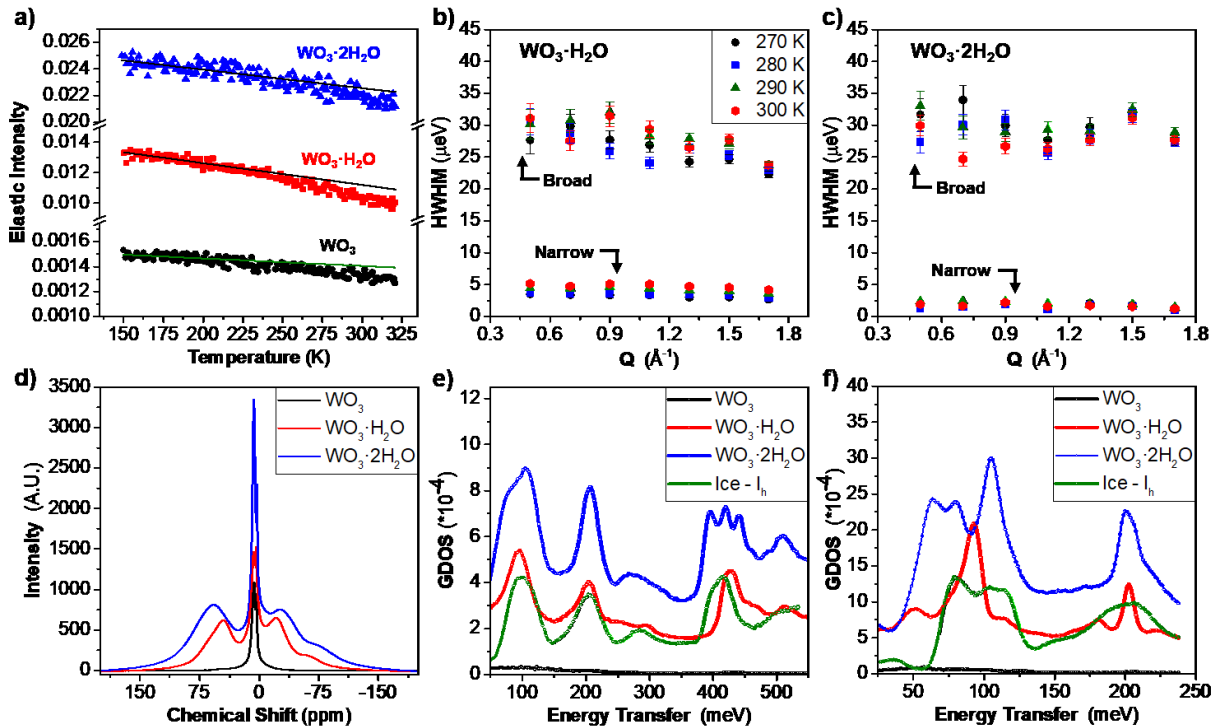 a)
0.026
0.024
0.022
0.020
0.014
0.013
0.012
0.011
0.010
0.009
0.0016
0.0014
0.0012
0.0010
Elastic Intensity
WO₃·2H₂O
WO₃·H₂O
WO₃
150 175 200 225 250 275 300 325
Temperature (K)
b)
WO₃·H₂O
270 K
280 K
290 K
300 K
45
40
35
30
25
20
15
10
5
0
HWHM (µeV)
Broad
Narrow
0.3 0.6 0.9 1.2 1.5 1.8
Q (Å⁻¹)
c)
WO₃·2H₂O
45
40
35
30
25
20
15
10
5
0
HWHM (µeV)
Broad
Narrow
0.3 0.6 0.9 1.2 1.5 1.8
Q (Å⁻¹)
d)
3500
3000
2500
2000
1500
1000
500
0
Intensity (A.U.)
WO₃
WO₃·H₂O
WO₃·2H₂O
150 75 0 -75 -150
Chemical Shift (ppm)
e)
12
10
8
6
4
2
0
GDOS (*10⁻⁴)
WO₃
WO₃·H₂O
WO₃·2H₂O
Ice - Iₕ
100 200 300 400 500
Energy Transfer (meV)
f)
40
35
30
25
20
15
10
5
0
GDOS (*10⁻⁴)
WO₃
WO₃·H₂O
WO₃·2H₂O
Ice - Iₕ
50 100 150 200 250
Energy Transfer (meV)